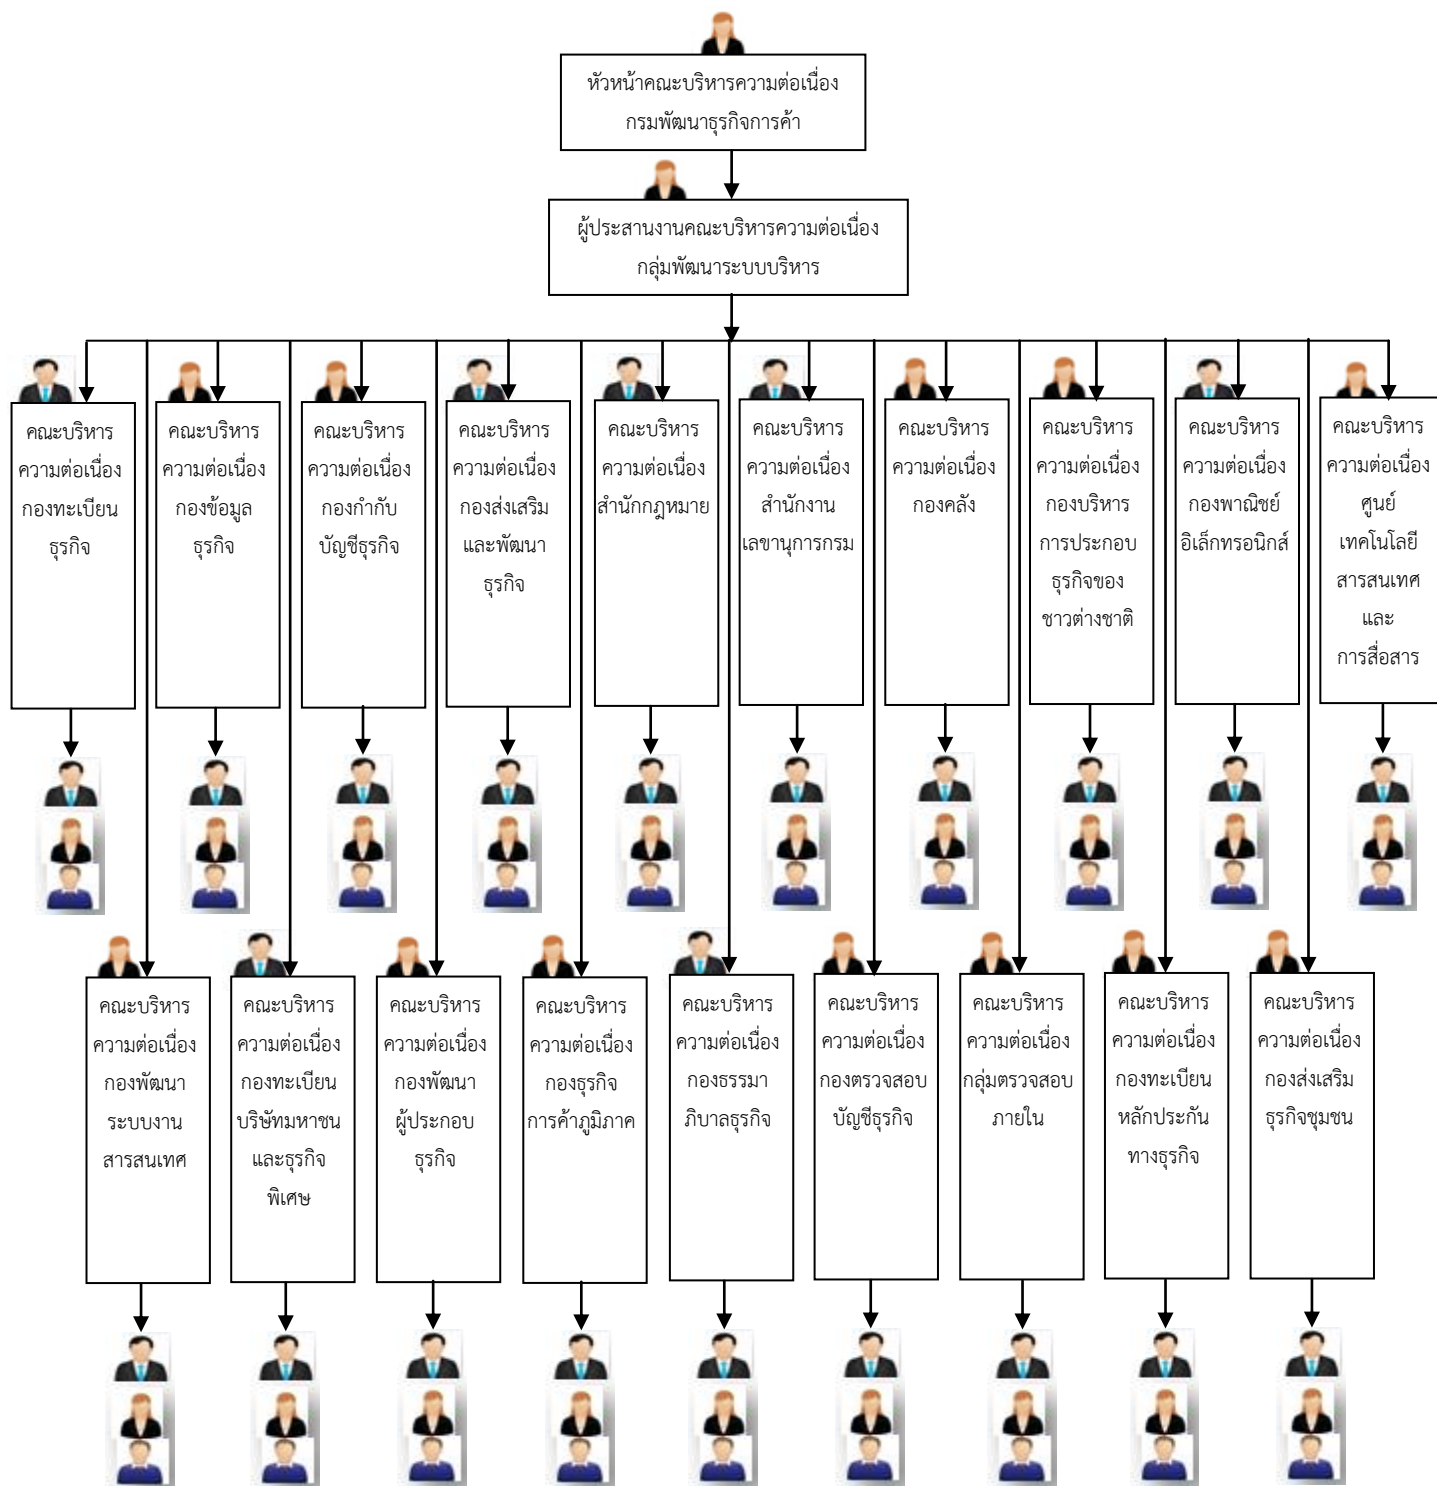 หัวหน้าคณะบริหารความต่อเนื่อง
กรมพัฒนาธุรกิจการค้า
ผู้ประสานงานคณะบริหารความต่อเนื่อง
กลุ่มพัฒนาระบบบริหาร
คณะบริหาร
ความต่อเนื่อง
กองทะเบียน
ธุรกิจ
คณะบริหาร
ความต่อเนื่อง
กองข้อมูล
ธุรกิจ
คณะบริหาร
ความต่อเนื่อง
กองกำกับ
บัญชีธุรกิจ
คณะบริหาร
ความต่อเนื่อง
กองส่งเสริม
และพัฒนา
ธุรกิจ
คณะบริหาร
ความต่อเนื่อง
สำนักกฎหมาย
คณะบริหาร
ความต่อเนื่อง
สำนักงาน
เลขานุการกรม
คณะบริหาร
ความต่อเนื่อง
กองคลัง
คณะบริหาร
ความต่อเนื่อง
กองบริหาร
การประกอบ
ธุรกิจของ
ชาวต่างชาติ
คณะบริหาร
ความต่อเนื่อง
กองพาณิชย์
อิเล็กทรอนิกส์
คณะบริหาร
ความต่อเนื่อง
ศูนย์
เทคโนโลยี
สารสนเทศ
และ
การสื่อสาร
คณะบริหาร
ความต่อเนื่อง
กองพัฒนา
ระบบงาน
สารสนเทศ
คณะบริหาร
ความต่อเนื่อง
กองทะเบียน
บริษัทมหาชน
และธุรกิจ
พิเศษ
คณะบริหาร
ความต่อเนื่อง
กองพัฒนา
ผู้ประกอบ
ธุรกิจ
คณะบริหาร
ความต่อเนื่อง
กองธุรกิจ
การค้าภูมิภาค
คณะบริหาร
ความต่อเนื่อง
กองธรรมา
ภิบาลธุรกิจ
คณะบริหาร
ความต่อเนื่อง
กองตรวจสอบ
บัญชีธุรกิจ
คณะบริหาร
ความต่อเนื่อง
กลุ่มตรวจสอบ
ภายใน
คณะบริหาร
ความต่อเนื่อง
กองทะเบียน
หลักประกัน
ทางธุรกิจ
คณะบริหาร
ความต่อเนื่อง
กองส่งเสริม
ธุรกิจชุมชน